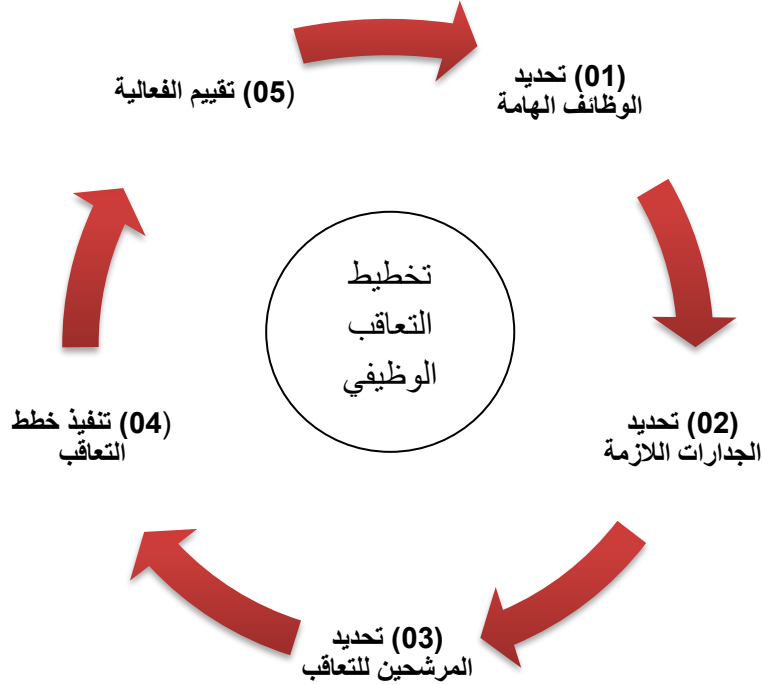 (01) تحديد
الوظائف الهامة
(02) تحديد
الجدارات اللازمة
(03) تحديد
المرشحين للتعاقب
(04) تنفيذ خطط
التعاقب
(05) تقييم الفعالية
تخطيط
التعاقب
الوظيفي